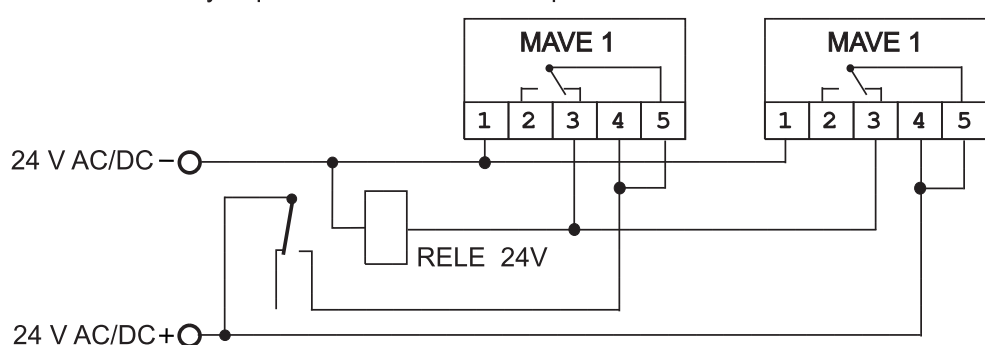 MAVE 1 MAVE 1
1 2 3 4 5 1 2 3 4 5
24 V AC/DC –
RELE 24V
24 V AC/DC+